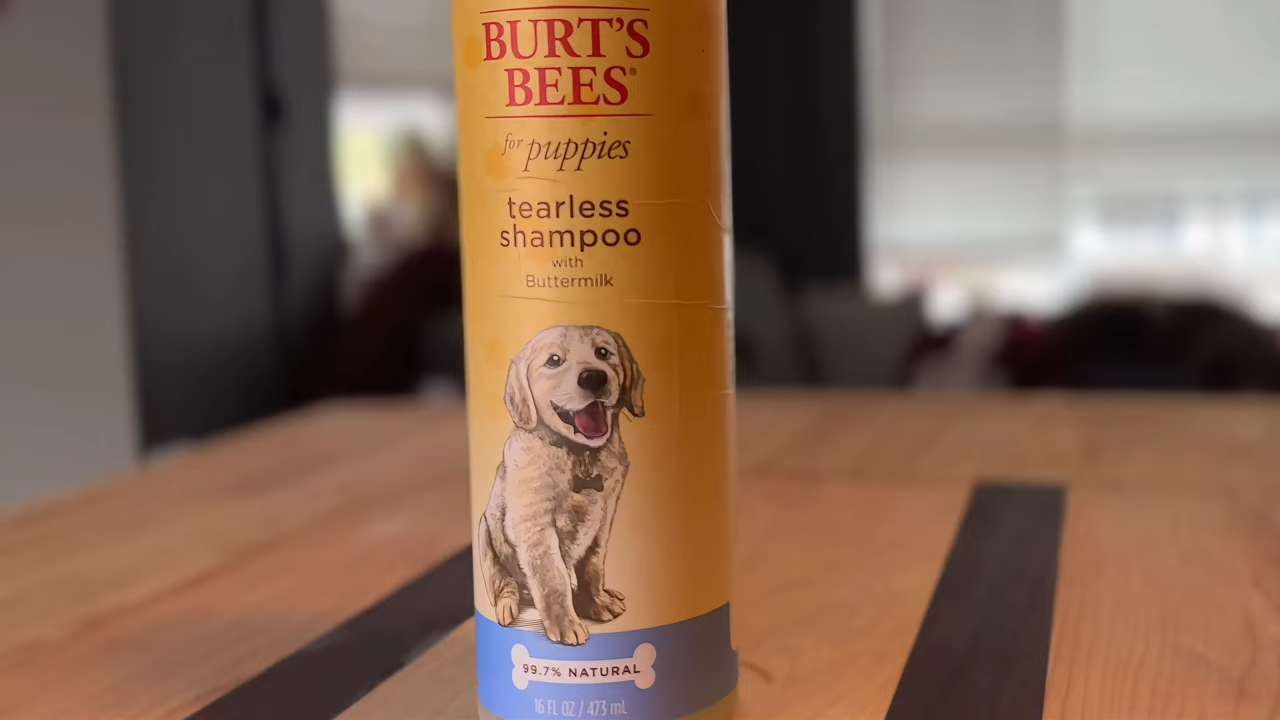 BURT'S
BEES®
for puppies
tearless
shampoo
with
Buttermilk
99.7% NATURAL
16 FL OZ / 473 mL